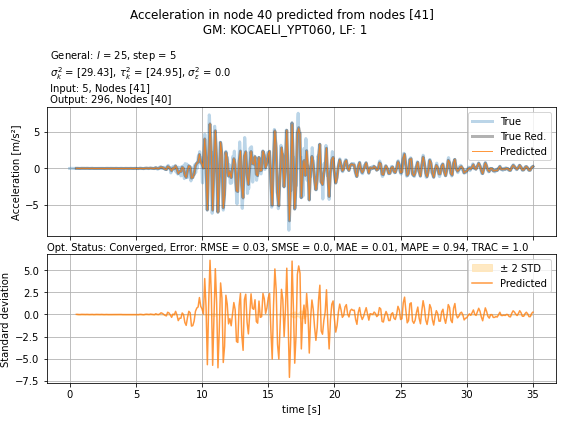 Acceleration in node 40 predicted from nodes [41]
GM: KOCAELI_YPT060, LF: 1
General: l = 25, step = 5
σ²ₖ = [29.43], τ²ₖ = [24.95], σ²ε = 0.0
Input: 5, Nodes [41]
Output: 296, Nodes [40]
Acceleration [m/s²]
5
0
−5
True
True Red.
Predicted
Opt. Status: Converged, Error: RMSE = 0.03, SMSE = 0.0, MAE = 0.01, MAPE = 0.94, TRAC = 1.0
Standard deviation
5.0
2.5
0.0
−2.5
−5.0
−7.5
± 2 STD
Predicted
0 5 10 15 20 25 30 35
time [s]